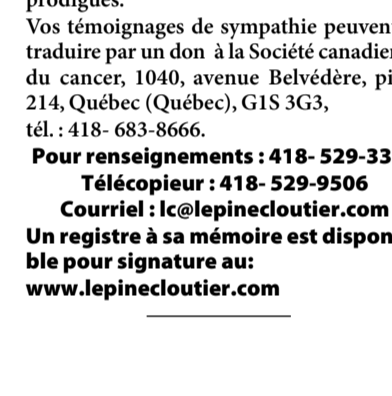 prodigués.
Vos témoignages de sympathie peuven
traduire par un don à la Société canadie
du cancer, 1040, avenue Belvédère, pi
214, Québec (Québec), G1S 3G3,
tél. : 418- 683-8666.
Pour renseignements : 418- 529-33
Télécopieur : 418- 529-9506
Courriel : lc@lepinecloutier.com
Un registre à sa mémoire est dispon
ble pour signature au:
www.lepinecloutier.com